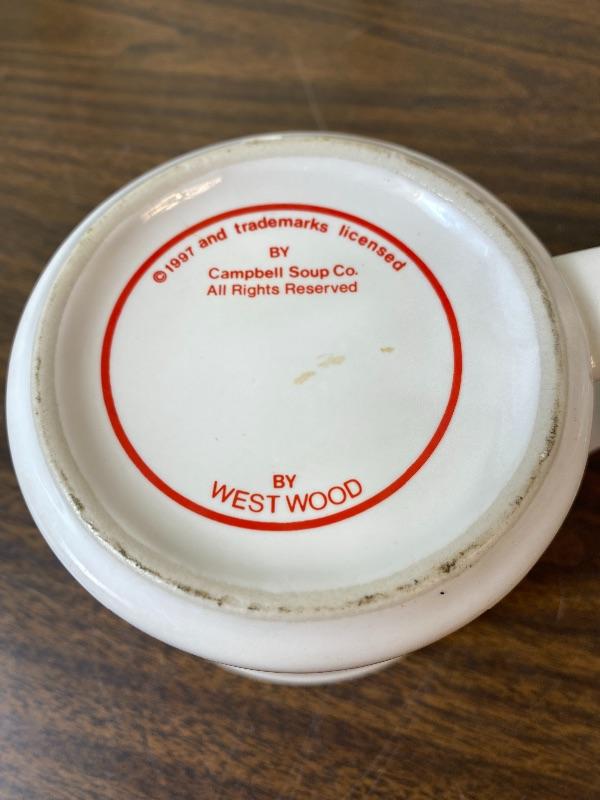 ©1997 and trademarks licensed
BY
Campbell Soup Co.
All Rights Reserved
BY
WESTWOOD